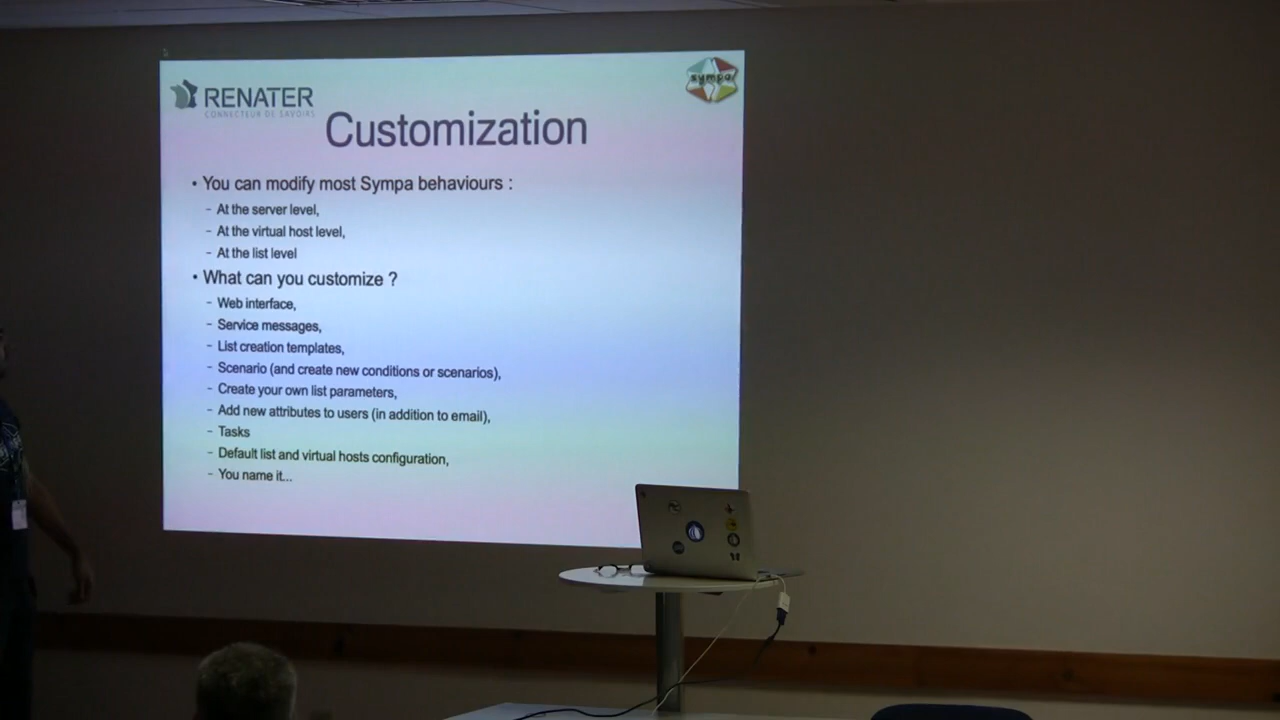 RENATER
CONNECTEUR DE SAVOIRS
sympa
Customization
• You can modify most Sympa behaviours :
- At the server level,
- At the virtual host level,
- At the list level
• What can you customize ?
- Web interface,
- Service messages,
- List creation templates,
- Scenario (and create new conditions or scenarios),
- Create your own list parameters,
- Add new attributes to users (in addition to email),
- Tasks
- Default list and virtual hosts configuration,
- You name it...